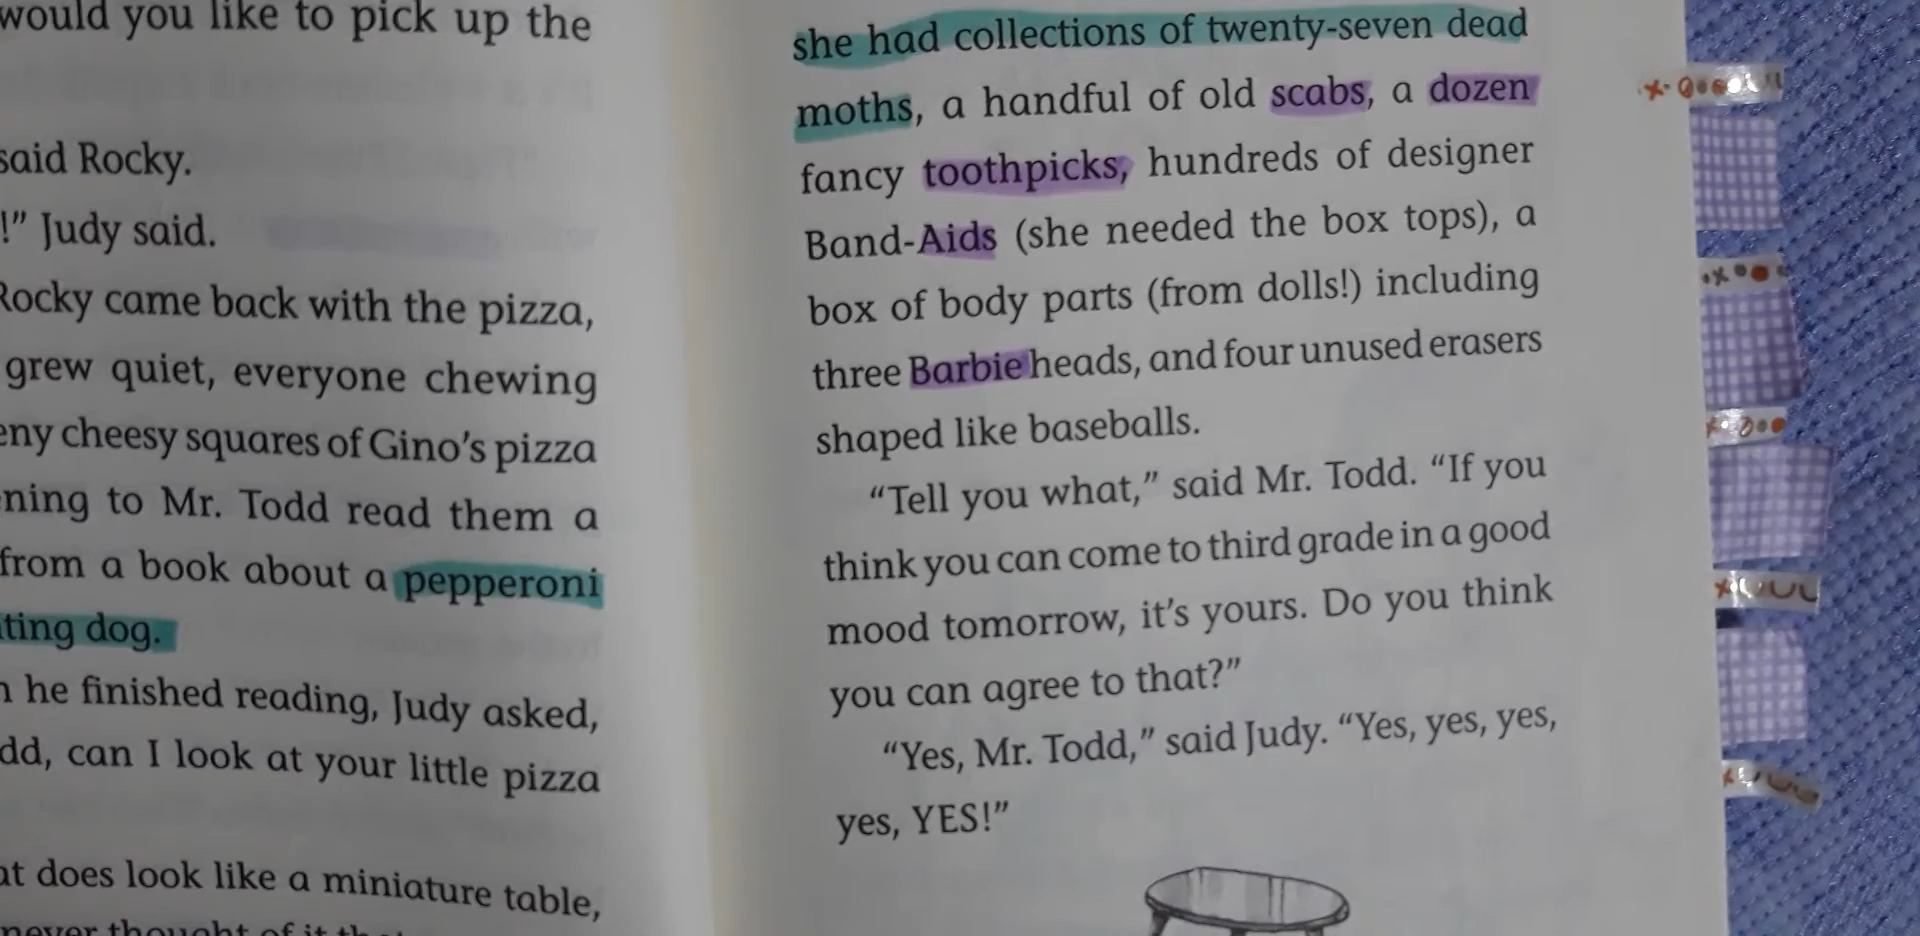 would you like to pick up the
said Rocky.
!” Judy said.
Rocky came back with the pizza,
grew quiet, everyone chewing
cheesy squares of Gino’s pizza
to Mr. Todd read them a
from a book about a pepperoni
dog.
he finished reading, Judy asked,
can I look at your little pizza
does look like a miniature table,
never thought of it
she had collections of twenty-seven dead
moths, a handful of old scabs, a dozen
fancy toothpicks, hundreds of designer
Band-Aids (she needed the box tops), a
box of body parts (from dolls!) including
three Barbie heads, and four unused erasers
shaped like baseballs.
“Tell you what,” said Mr. Todd. “If you
think you can come to third grade in a good
mood tomorrow, it’s yours. Do you think
you can agree to that?”
“Yes, Mr. Todd,” said Judy. “Yes, yes, yes,
yes, YES!”